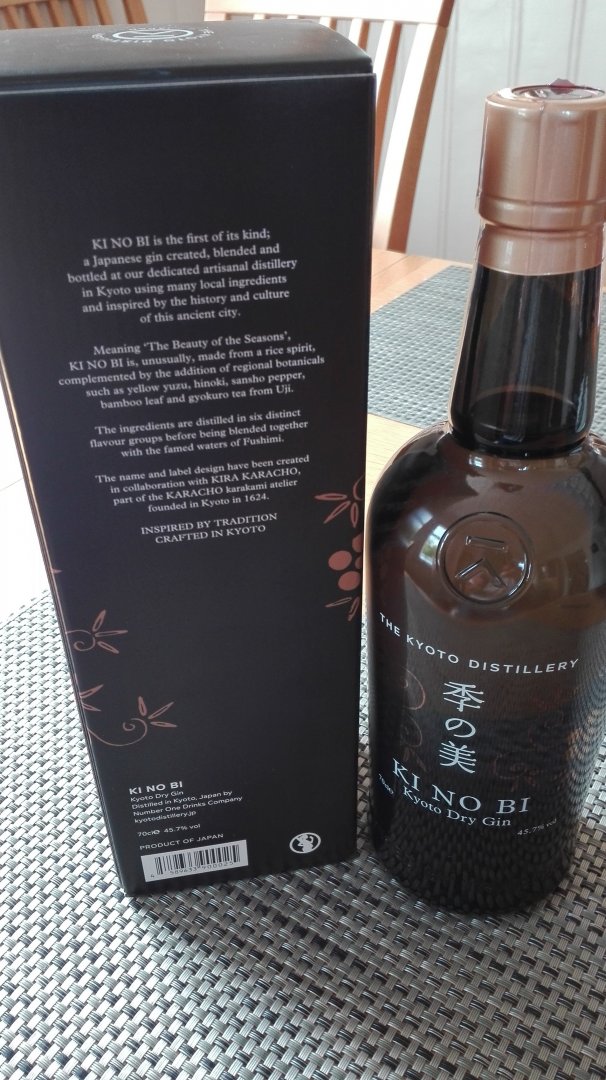 KI NO BI is the first of its kind;
a Japanese gin created, blended and
bottled at our dedicated artisanal distillery
in Kyoto using many local ingredients
and inspired by the history and culture
of this ancient city.
Meaning ‘The Beauty of the Seasons’,
KI NO BI is, unusually, made from a rice spirit,
complemented by the addition of regional botanicals
such as yellow yuzu, hinoki, sansho pepper,
bamboo leaf and gyokuro tea from Uji.
The ingredients are distilled in six distinct
flavour groups before being blended together
with the famed waters of Fushimi.
The name and label design have been created
in collaboration with KIRA KARACHO,
part of the KARACHO karakami atelier
founded in Kyoto in 1624.
INSPIRED BY TRADITION
CRAFTED IN KYOTO
KI NO BI
Kyoto Dry Gin
Distilled in Kyoto, Japan by
Number One Drinks Company
kyotodistillery.jp
70cl℮ 45.7% vol
PRODUCT OF JAPAN
THE KYOTO DISTILLERY
季の美
KI NO BI
70cl℮ Kyoto Dry Gin 45.7% vol